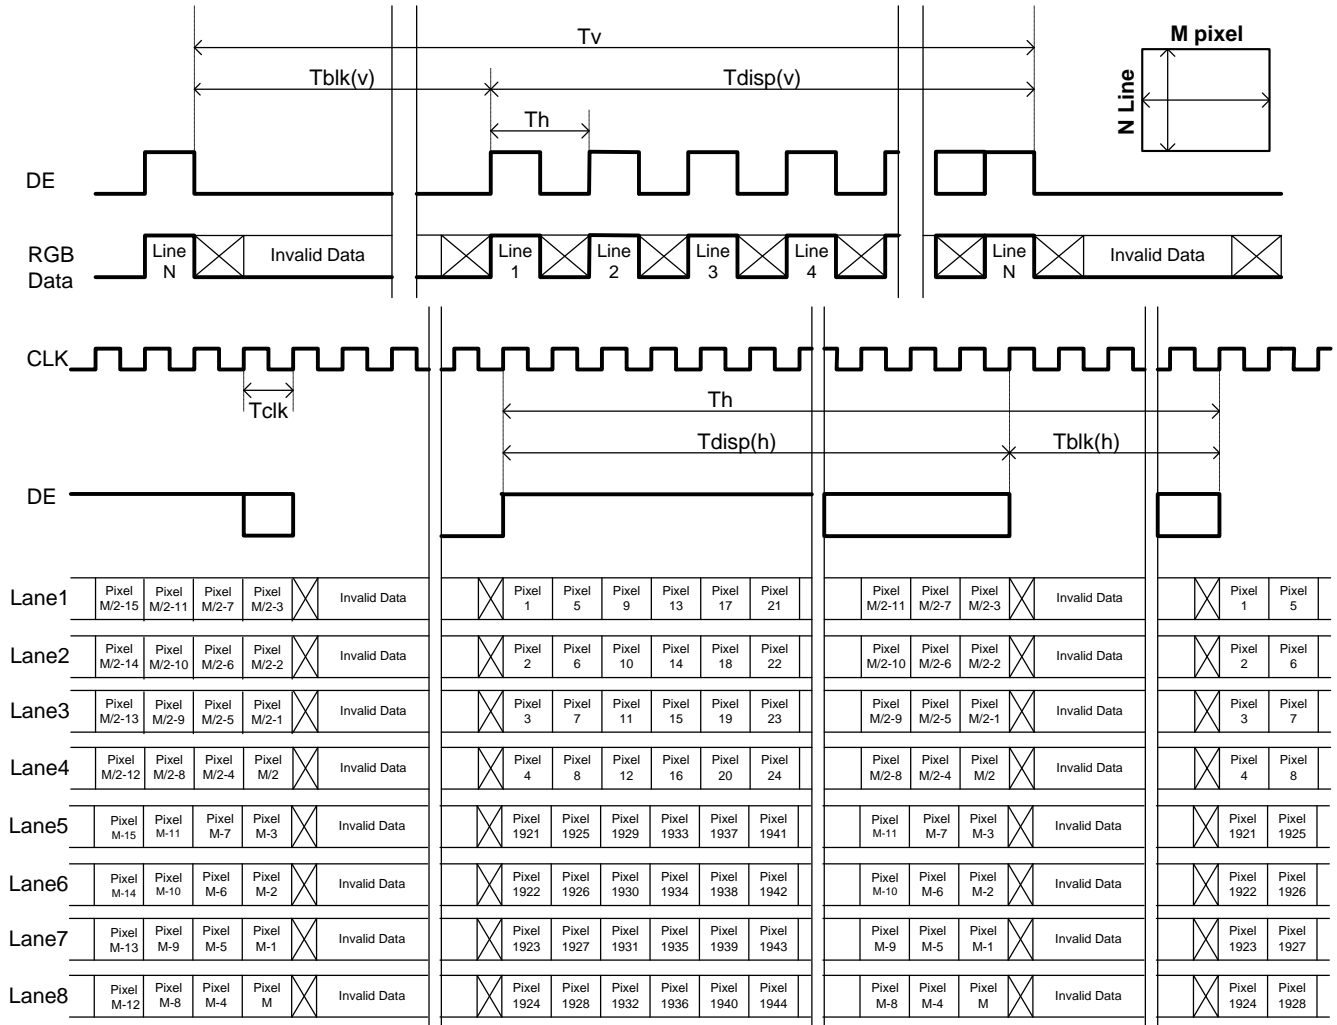 Tv
M pixel
Tblk(v) Tdisp(v)
N Line
Th
DE
RGB Data
Line N Invalid Data Line 1 Line 2 Line 3 Line 4 Line N Invalid Data
CLK
Tclk
Th
Tdisp(h) Tblk(h)
DE
Lane1 Pixel M/2-15 Pixel M/2-11 Pixel M/2-7 Pixel M/2-3 Invalid Data Pixel 1 Pixel 5 Pixel 9 Pixel 13 Pixel 17 Pixel 21 Pixel M/2-11 Pixel M/2-7 Pixel M/2-3 Invalid Data Pixel 1 Pixel 5
Lane2 Pixel M/2-14 Pixel M/2-10 Pixel M/2-6 Pixel M/2-2 Invalid Data Pixel 2 Pixel 6 Pixel 10 Pixel 14 Pixel 18 Pixel 22 Pixel M/2-10 Pixel M/2-6 Pixel M/2-2 Invalid Data Pixel 2 Pixel 6
Lane3 Pixel M/2-13 Pixel M/2-9 Pixel M/2-5 Pixel M/2-1 Invalid Data Pixel 3 Pixel 7 Pixel 11 Pixel 15 Pixel 19 Pixel 23 Pixel M/2-9 Pixel M/2-5 Pixel M/2-1 Invalid Data Pixel 3 Pixel 7
Lane4 Pixel M/2-12 Pixel M/2-8 Pixel M/2-4 Pixel M/2 Invalid Data Pixel 4 Pixel 8 Pixel 12 Pixel 16 Pixel 20 Pixel 24 Pixel M/2-8 Pixel M/2-4 Pixel M/2 Invalid Data Pixel 4 Pixel 8
Lane5 Pixel M-15 Pixel M-11 Pixel M-7 Pixel M-3 Invalid Data Pixel 1921 Pixel 1925 Pixel 1929 Pixel 1933 Pixel 1937 Pixel 1941 Pixel M-11 Pixel M-7 Pixel M-3 Invalid Data Pixel 1921 Pixel 1925
Lane6 Pixel M-14 Pixel M-10 Pixel M-6 Pixel M-2 Invalid Data Pixel 1922 Pixel 1926 Pixel 1930 Pixel 1934 Pixel 1938 Pixel 1942 Pixel M-10 Pixel M-6 Pixel M-2 Invalid Data Pixel 1922 Pixel 1926
Lane7 Pixel M-13 Pixel M-9 Pixel M-5 Pixel M-1 Invalid Data Pixel 1923 Pixel 1927 Pixel 1931 Pixel 1935 Pixel 1939 Pixel 1943 Pixel M-9 Pixel M-5 Pixel M-1 Invalid Data Pixel 1923 Pixel 1927
Lane8 Pixel M-12 Pixel M-8 Pixel M-4 Pixel M Invalid Data Pixel 1924 Pixel 1928 Pixel 1932 Pixel 1936 Pixel 1940 Pixel 1944 Pixel M-8 Pixel M-4 Pixel M Invalid Data Pixel 1924 Pixel 1928